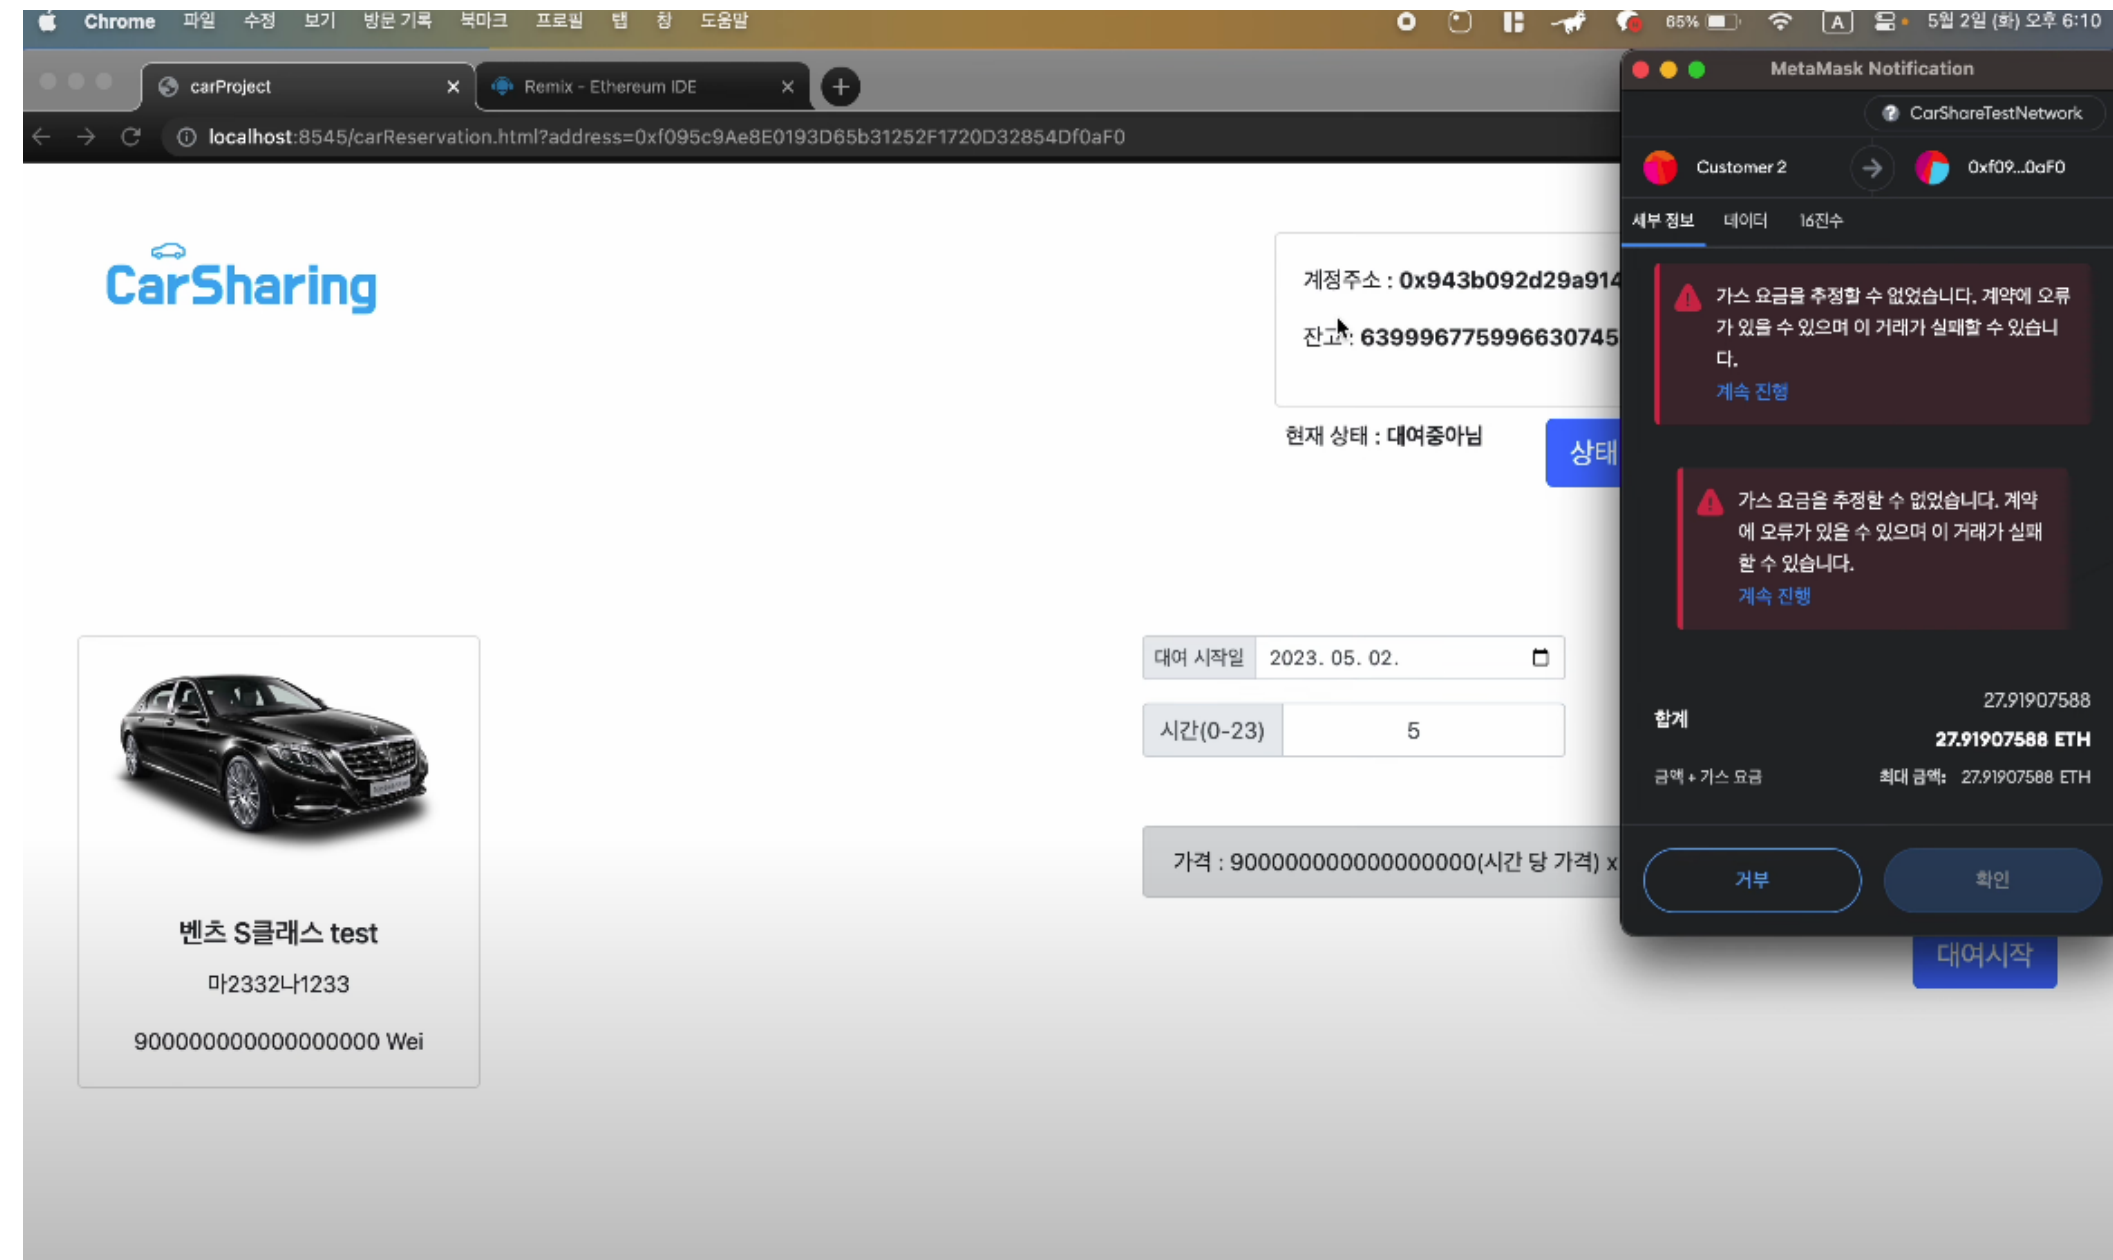 Chrome 파일 수정 보기 방문 기록 북마크 프로필 탭 창 도움말
65% A 5월 2일 (화) 오후 6:10
carProject
Remix - Ethereum IDE
localhost:8545/carReservation.html?address=0xf095c9Ae8E0193D65b31252F1720D32854Df0aF0
CarSharing
계정주소 : 0x943b092d29a914
잔고 : 639996775996630745
현재 상태 : 대여중아님
상태
벤츠 S클래스 test
마2332나1233
900000000000000000 Wei
대여 시작일 2023. 05. 02.
시간(0-23) 5
가격 : 900000000000000000(시간 당 가격) x
대여시작
MetaMask Notification
CarShareTestNetwork
Customer 2 0xf09...0aF0
세부 정보 데이터 16진수
가스 요금을 추정할 수 없었습니다. 계약에 오류
가 있을 수 있으며 이 거래가 실패할 수 있습니
다.
계속 진행
가스 요금을 추정할 수 없었습니다. 계약
에 오류가 있을 수 있으며 이 거래가 실패
할 수 있습니다.
계속 진행
27.91907588
합계
27.91907588 ETH
금액 + 가스 요금 최대 금액: 27.91907588 ETH
거부 확인